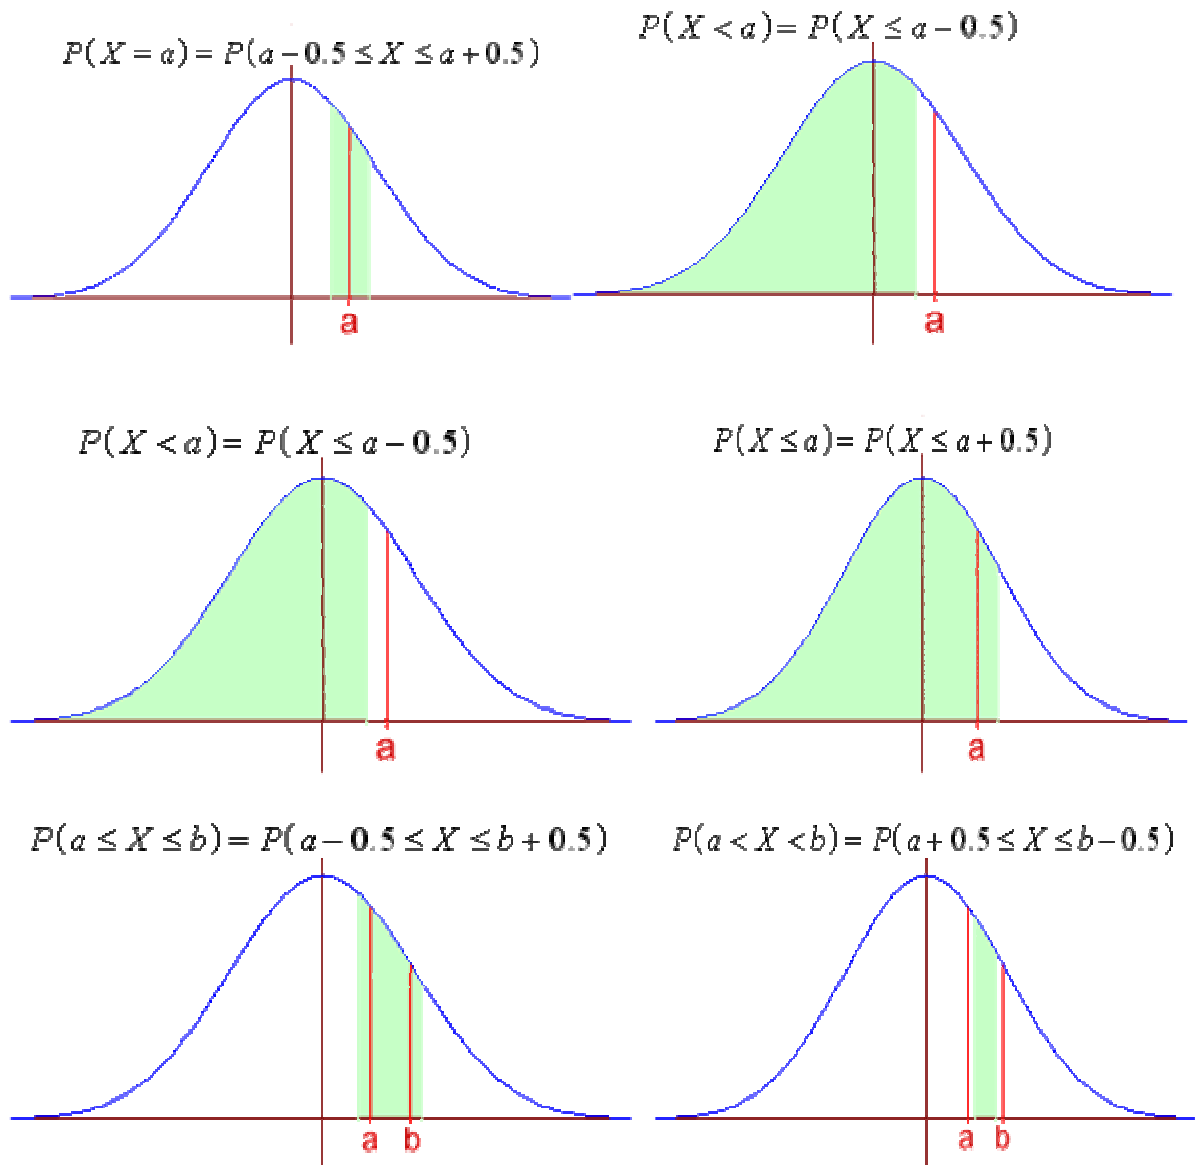 P(X = a) = P(a − 0.5 ≤ X ≤ a + 0.5)
P(X < a) = P(X ≤ a − 0.5)
a
a
P(X < a) = P(X ≤ a − 0.5)
P(X ≤ a) = P(X ≤ a + 0.5)
a
a
P(a ≤ X ≤ b) = P(a − 0.5 ≤ X ≤ b + 0.5)
P(a < X < b) = P(a + 0.5 ≤ X ≤ b − 0.5)
a b
a b